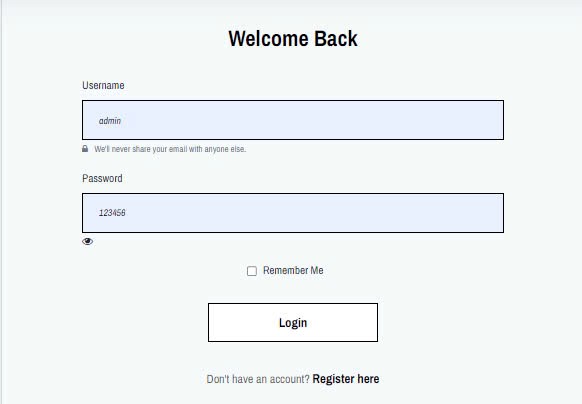 Welcome Back
Username
admin
We'll never share your email with anyone else.
Password
123456
Remember Me
Login
Don't have an account? Register here